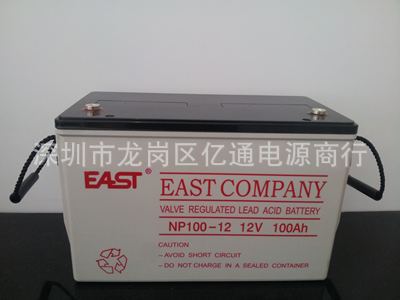 深圳市龙岗区亿通电源商行
EAST®
EAST COMPANY
VALVE REGULATED LEAD ACID BATTERY
NP100-12 12V 100Ah
CAUTION
– AVOID SHORT CIRCUIT
– DO NOT CHARGE IN A SEALED CONTAINER